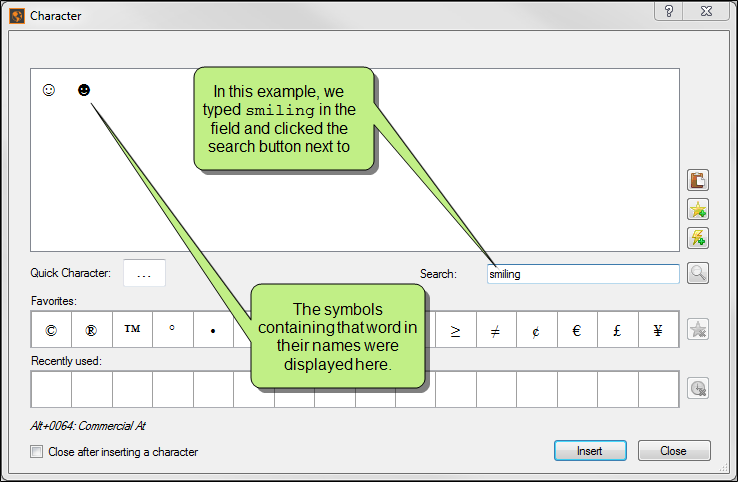 Character
☺ ☻
In this example, we
typed smiling in the
field and clicked the
search button next to
Quick Character: ...
Search: smiling
Favorites:
© ® ™ ° • ≥ ≠ ¢ € £ ¥
The symbols
containing that word in
their names were
displayed here.
Recently used:
Alt+0064: Commercial At
Close after inserting a character
Insert Close